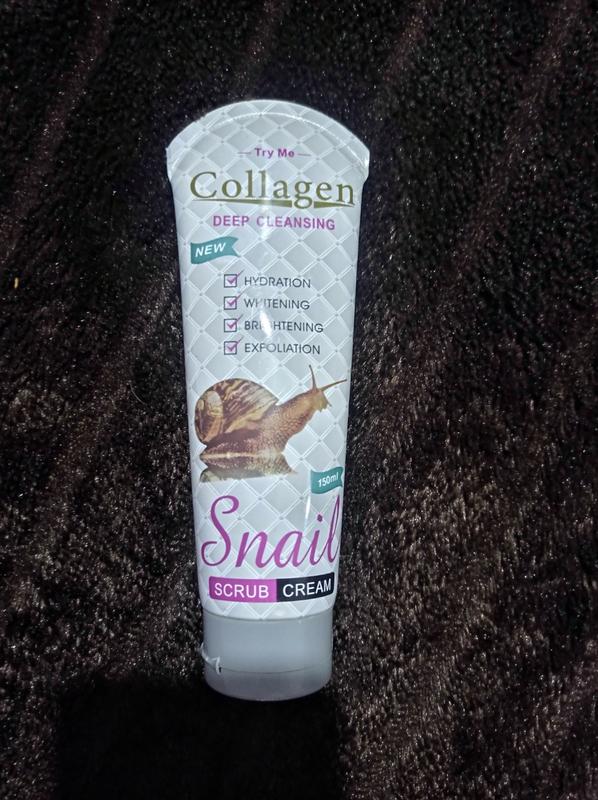 Try Me
Collagen
DEEP CLEANSING
NEW
HYDRATION
WHITENING
BRIGHTENING
EXFOLIATION
150ml
Snail
SCRUB CREAM